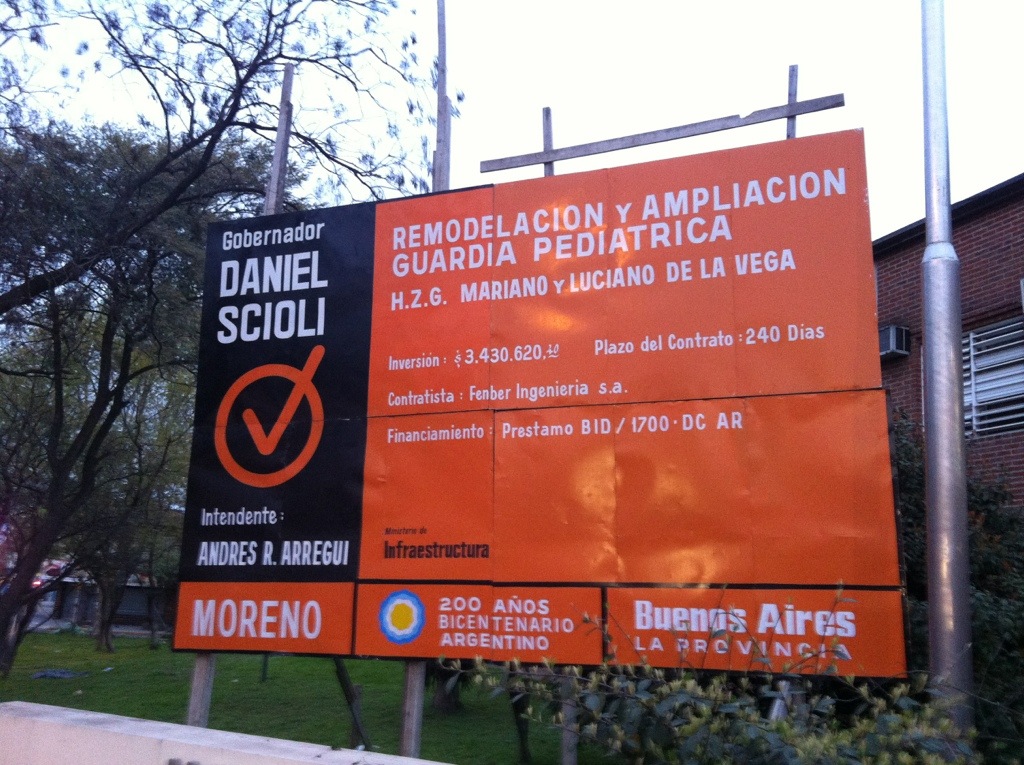 Gobernador
DANIEL
SCIOLI
Intendente :
ANDRES R. ARREGUI
MORENO
REMODELACION Y AMPLIACION
GUARDIA PEDIATRICA
H.Z.G. MARIANO Y LUCIANO DE LA VEGA
Inversión : $ 3.430.620,40 Plazo del Contrato : 240 Dias
Contratista : Fenber Ingenieria s.a.
Financiamiento : Prestamo BID / 1700 · DC AR
Ministerio de
Infraestructura
200 AÑOS
BICENTENARIO
ARGENTINO
Buenos Aires
LA PROVINCIA